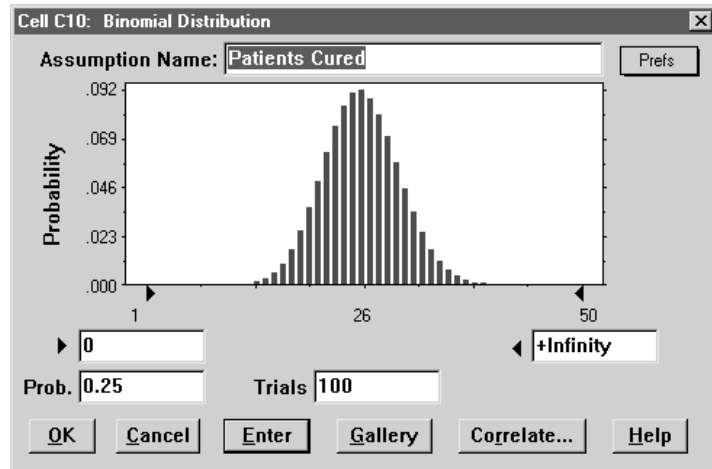 Cell C10: Binomial Distribution
Assumption Name: Patients Cured
Prefs
Probability
.092
.069
.046
.023
.000
1 26 50
0 +Infinity
Prob. 0.25 Trials 100
OK Cancel Enter Gallery Correlate... Help